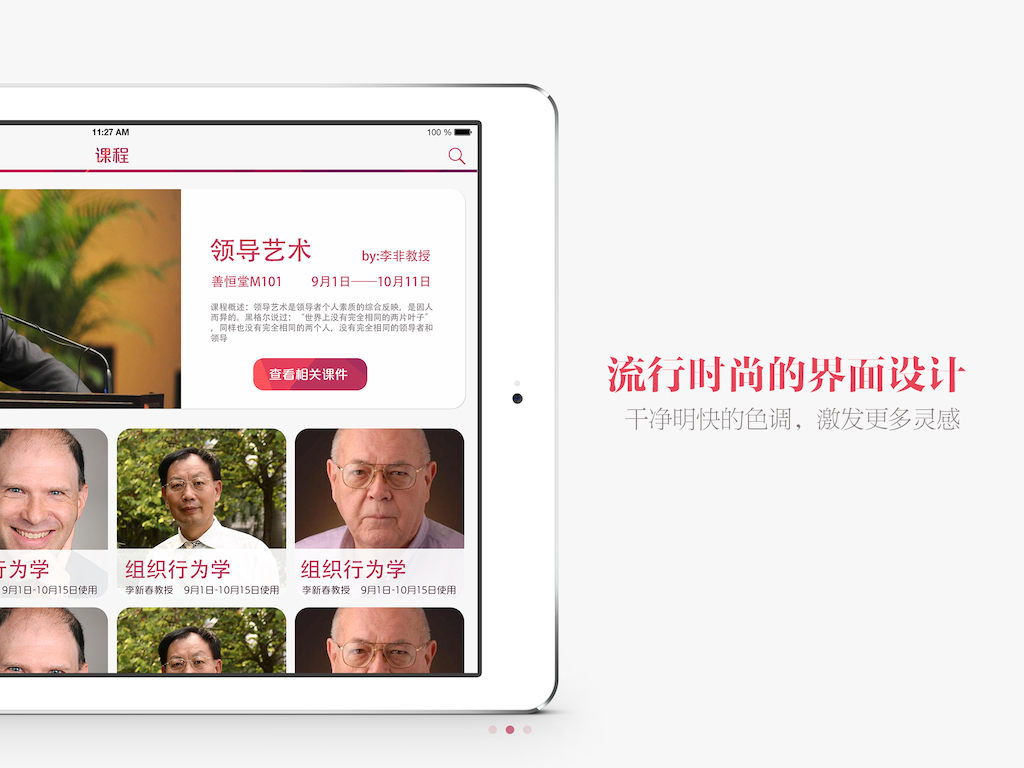 11:27 AM
100 %
课程
领导艺术
by:李非教授
善恒堂M101
9月1日——10月11日
课程概述：领导艺术是领导者个人素质的综合反映，是因人
而异的。黑格尔说过：“世界上没有完全相同的两片叶子”
，同样也没有完全相同的两个人，没有完全相同的领导者和
领导
查看相关课件
流行时尚的界面设计
干净明快的色调，激发更多灵感
行为学
9月1日-10月15日使用
组织行为学
李新春教授 9月1日-10月15日使用
组织行为学
李新春教授 9月1日-10月15日使用